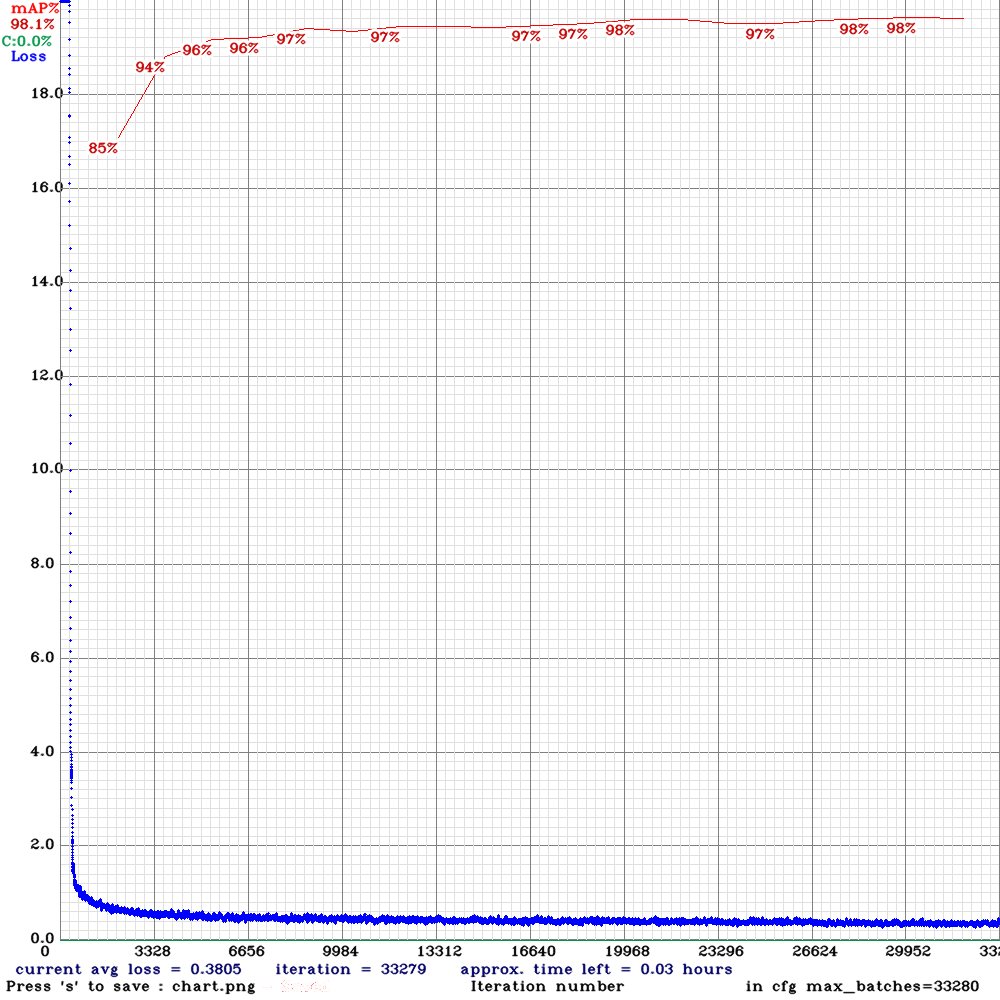 mAP%
98.1%
C:0.0%
Loss
97% 97% 98% 98% 98%
96% 96% 97% 97% 97%
94%
85%
18.0
16.0
14.0
12.0
10.0
8.0
6.0
4.0
2.0
0.0
0 3328 6656 9984 13312 16640 19968 23296 26624 29952
current avg loss = 0.3805 iteration = 33279 approx. time left = 0.03 hours
Press 's' to save : chart.png Iteration number in cfg max_batches=33280